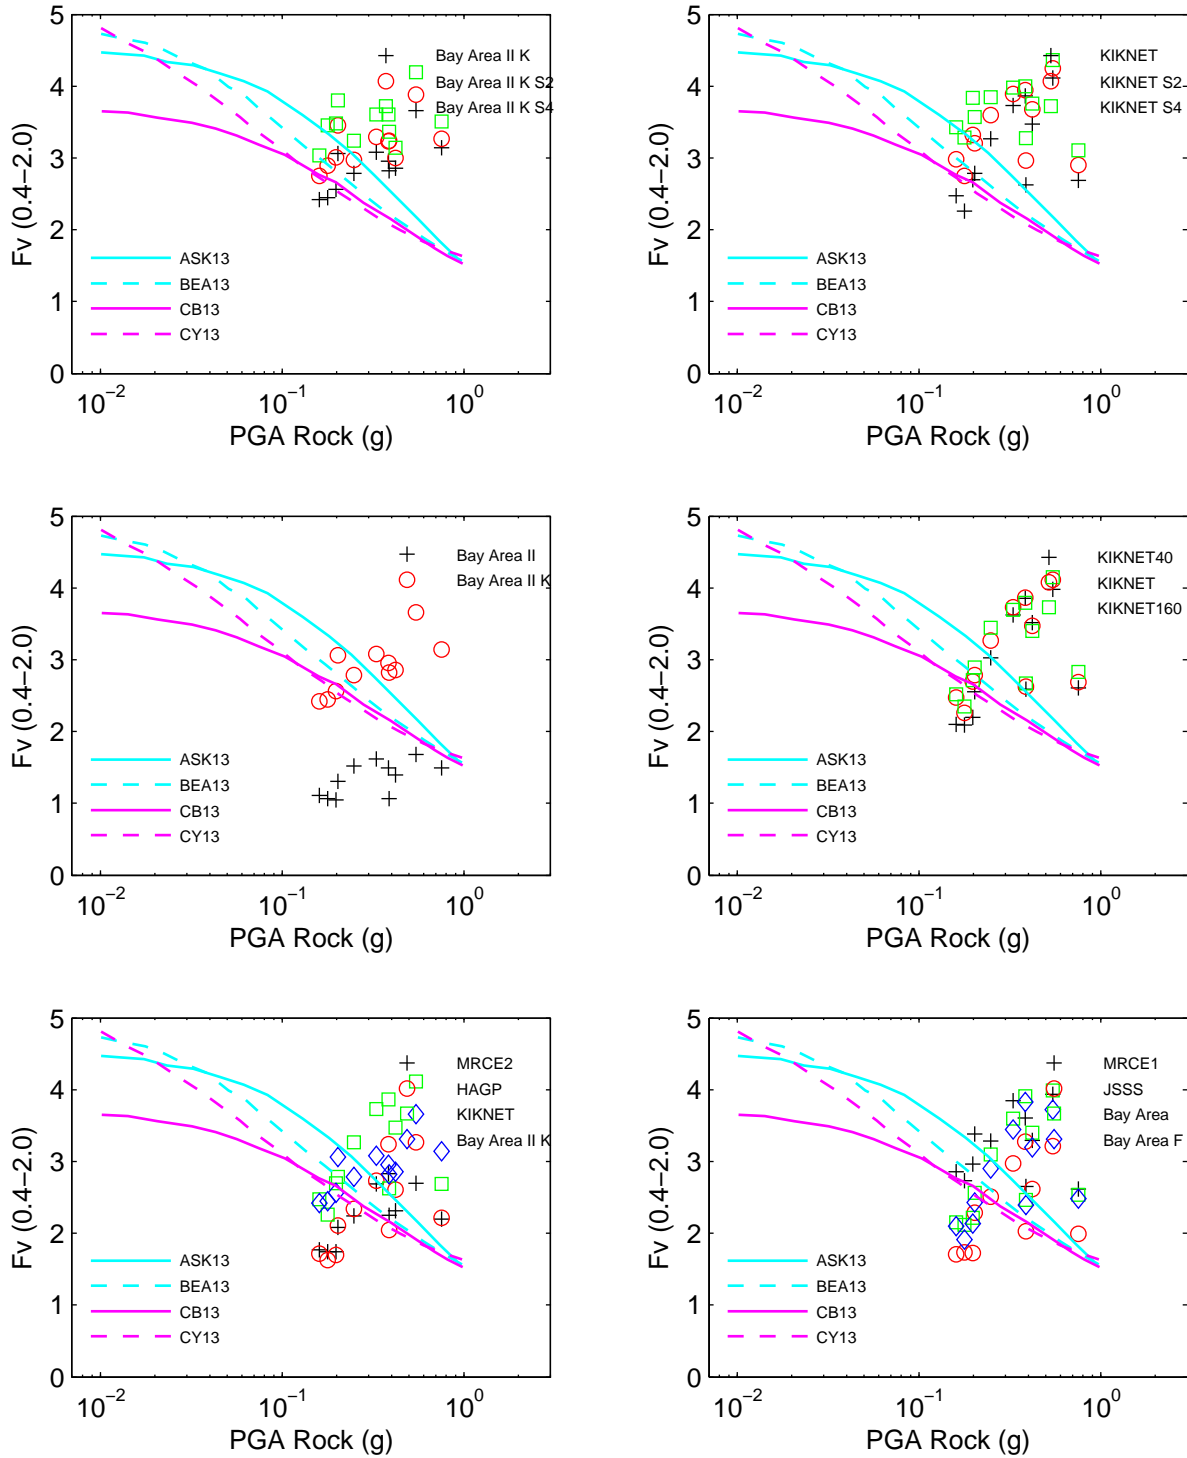 5
4
3
2
1
0
Fv (0.4−2.0)
Bay Area II K
Bay Area II K S2
Bay Area II K S4
ASK13
BEA13
CB13
CY13
10−2
10−1
100
PGA Rock (g)
5
4
3
2
1
0
Fv (0.4−2.0)
KIKNET
KIKNET S2
KIKNET S4
ASK13
BEA13
CB13
CY13
10−2
10−1
100
PGA Rock (g)
5
4
3
2
1
0
Fv (0.4−2.0)
Bay Area II
Bay Area II K
ASK13
BEA13
CB13
CY13
10−2
10−1
100
PGA Rock (g)
5
4
3
2
1
0
Fv (0.4−2.0)
KIKNET40
KIKNET
KIKNET160
ASK13
BEA13
CB13
CY13
10−2
10−1
100
PGA Rock (g)
5
4
3
2
1
0
Fv (0.4−2.0)
MRCE2
HAGP
KIKNET
Bay Area II K
ASK13
BEA13
CB13
CY13
10−2
10−1
100
PGA Rock (g)
5
4
3
2
1
0
Fv (0.4−2.0)
MRCE1
JSSS
Bay Area
Bay Area F
ASK13
BEA13
CB13
CY13
10−2
10−1
100
PGA Rock (g)